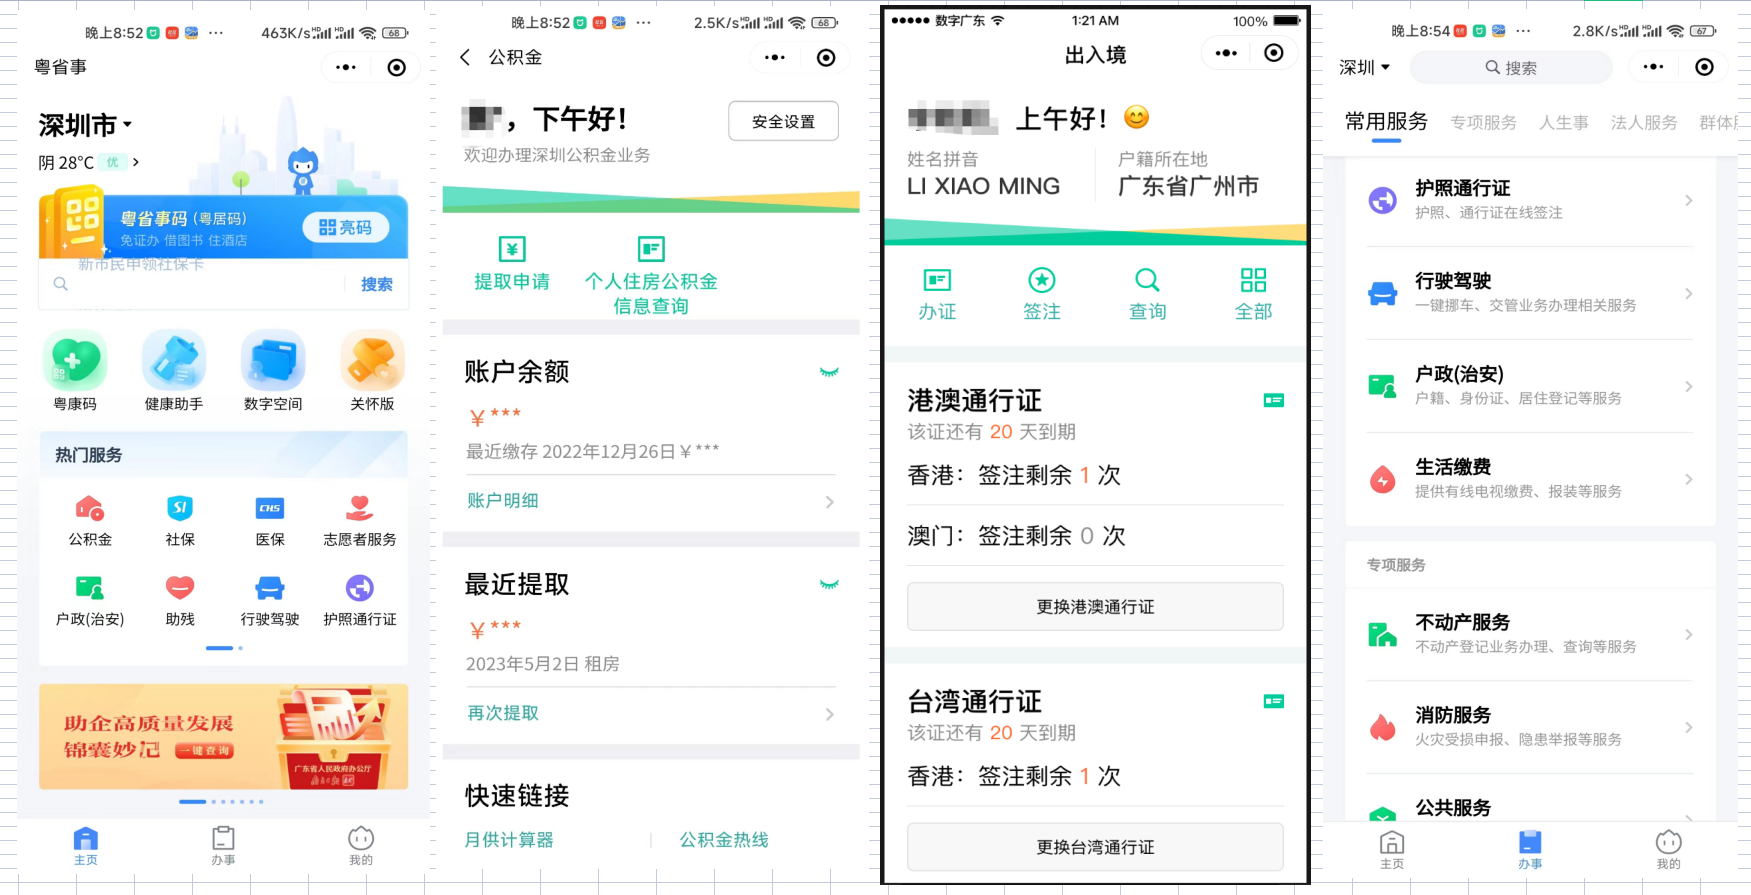 晚上8:52
463K/s
68
粤省事
深圳市
阴 28°C 优
粤省事码 (粤居码)
免证办 借图书 住酒店
亮码
新市民申领社保卡
搜索
粤康码
健康助手
数字空间
关怀版
热门服务
公积金
社保
医保
志愿者服务
户政(治安)
助残
行驶驾驶
护照通行证
助企高质量发展
锦囊妙记
一键查询
广东省人民政府办公厅
主页
办事
我的
晚上8:52
2.5K/s
68
公积金
，下午好！
安全设置
欢迎办理深圳公积金业务
提取申请
个人住房公积金
信息查询
账户余额
￥***
最近缴存 2022年12月26日￥***
账户明细
最近提取
￥***
2023年5月2日 租房
再次提取
快速链接
月供计算器
公积金热线
数字广东
1:21 AM
100%
出入境
上午好！
姓名拼音
户籍所在地
LI XIAO MING
广东省广州市
办证
签注
查询
全部
港澳通行证
该证还有 20 天到期
香港：签注剩余 1 次
澳门：签注剩余 0 次
更换港澳通行证
台湾通行证
该证还有 20 天到期
香港：签注剩余 1 次
更换台湾通行证
晚上8:54
2.8K/s
67
深圳
搜索
常用服务
专项服务
人生事
法人服务
护照通行证
护照、通行证在线签注
行驶驾驶
一键挪车、交管业务办理相关服务
户政(治安)
户籍、身份证、居住登记等服务
生活缴费
提供有线电视缴费、报装等服务
专项服务
不动产服务
不动产登记业务办理、查询等服务
消防服务
火灾受损申报、隐患举报等服务
公共服务
主页
办事
我的